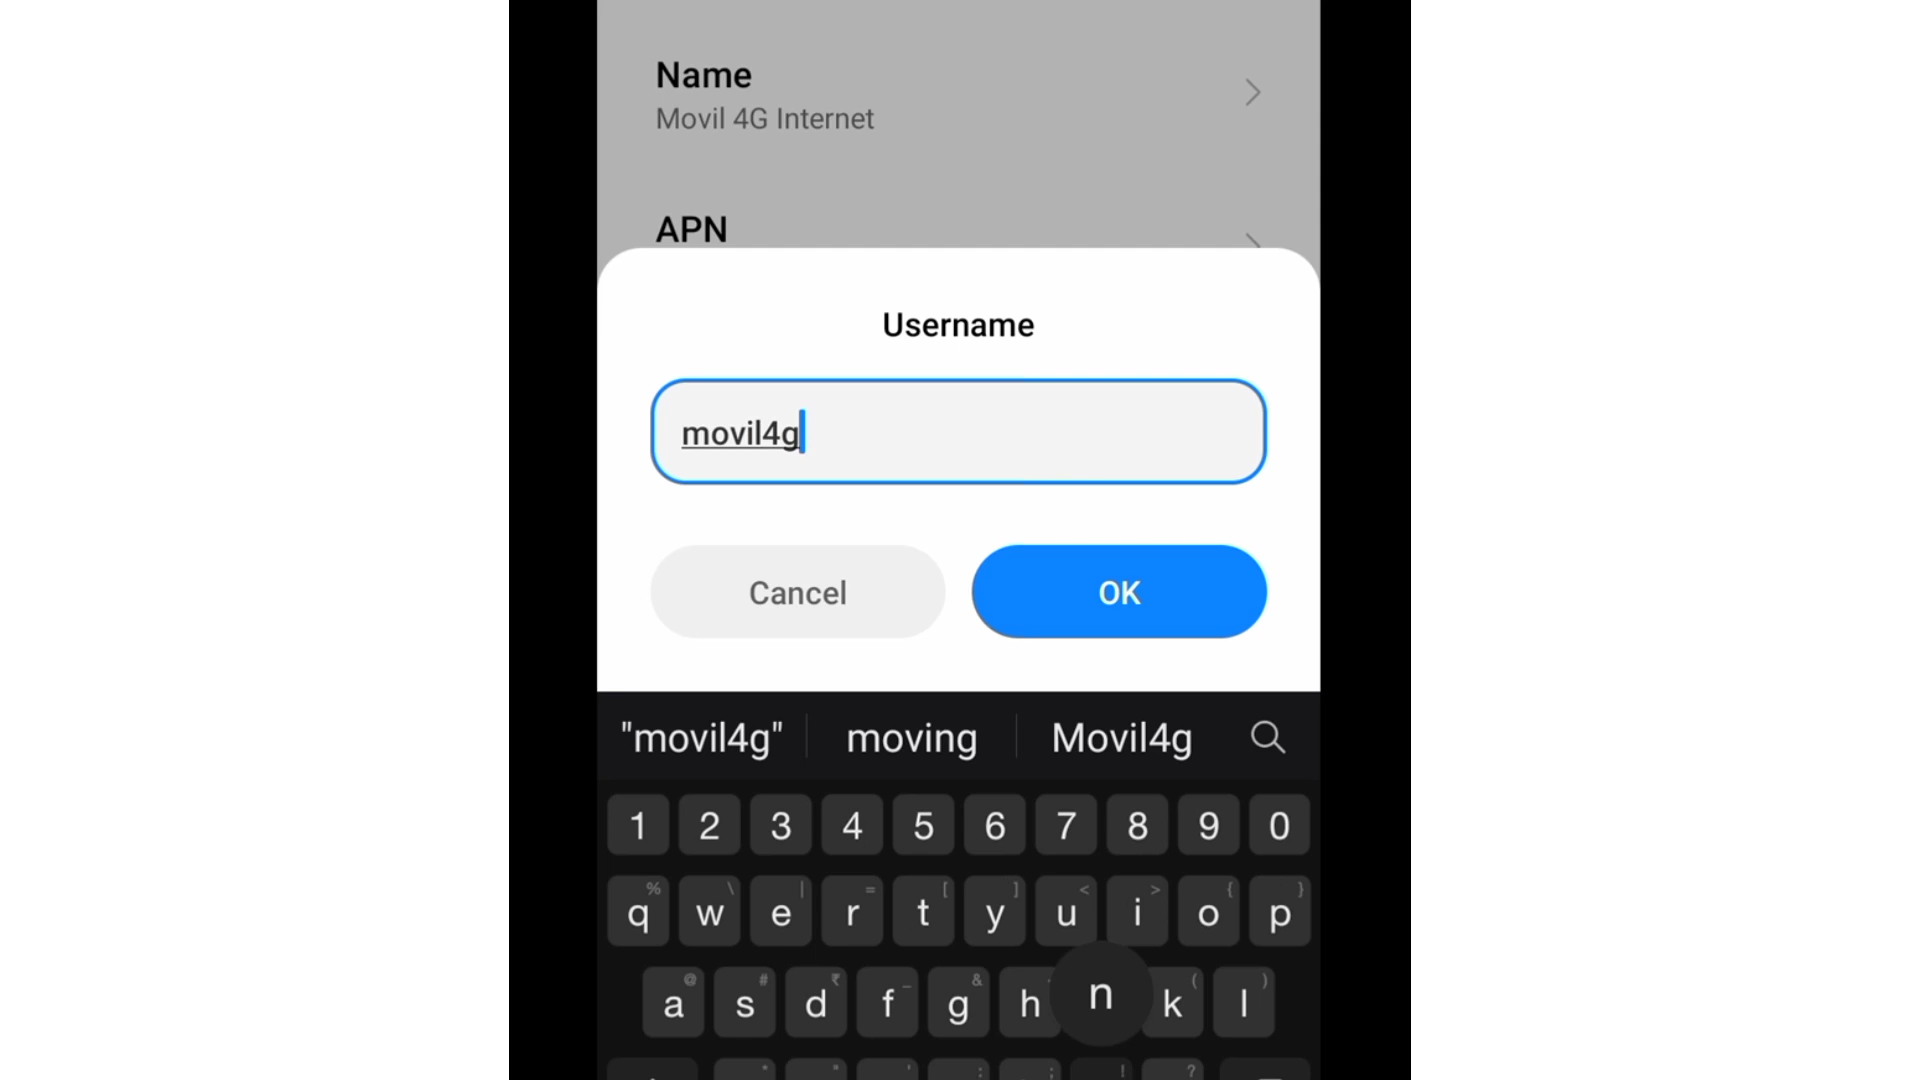 Name
Movil 4G Internet
APN
Username
movil4g
Cancel
OK
"movil4g"
moving
Movil4g
1 2 3 4 5 6 7 8 9 0
% \ | = [ ] < > { }
q w e r t y u i o p
@ # ₹ _ & ( )
a s d f g h n k l
* " ' : ; ! ?